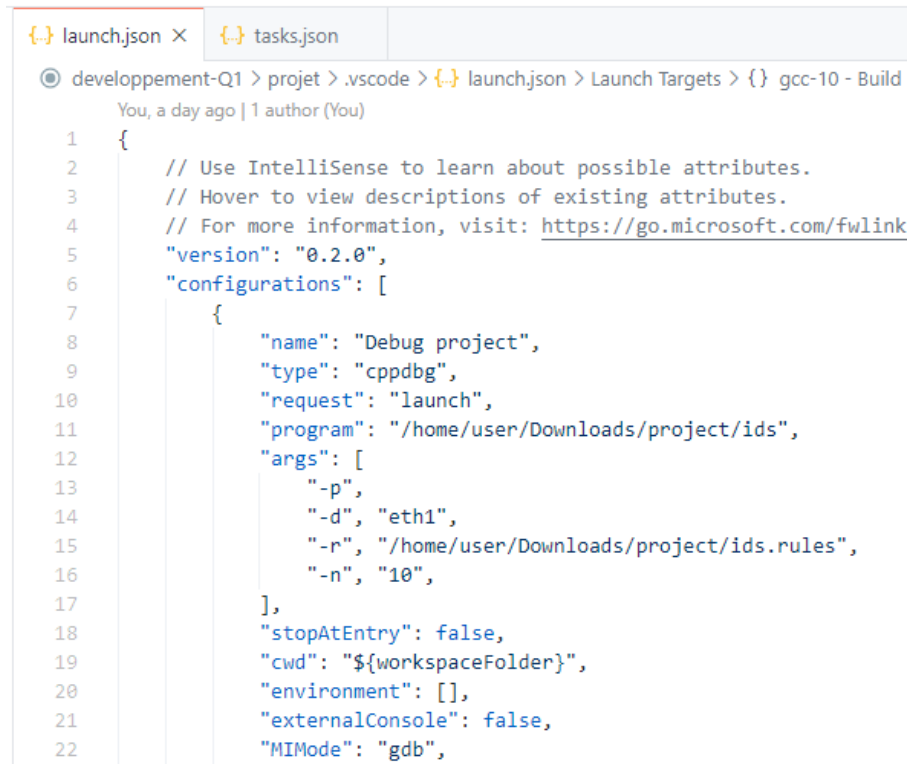 {..} launch.json × {..} tasks.json
developpement-Q1 > projet > .vscode > {..} launch.json > Launch Targets > {} gcc-10 - Build
You, a day ago | 1 author (You)
1 {
2 // Use IntelliSense to learn about possible attributes.
3 // Hover to view descriptions of existing attributes.
4 // For more information, visit: https://go.microsoft.com/fwlink
5 "version": "0.2.0",
6 "configurations": [
7 {
8 "name": "Debug project",
9 "type": "cppdbg",
10 "request": "launch",
11 "program": "/home/user/Downloads/project/ids",
12 "args": [
13 "-p",
14 "-d", "eth1",
15 "-r", "/home/user/Downloads/project/ids.rules",
16 "-n", "10",
17 ],
18 "stopAtEntry": false,
19 "cwd": "${workspaceFolder}",
20 "environment": [],
21 "externalConsole": false,
22 "MIMode": "gdb",